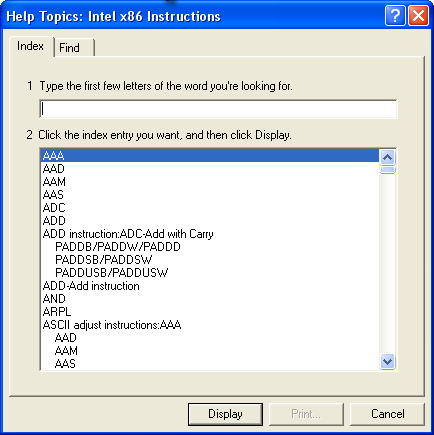 Help Topics: Intel x86 Instructions
Index
Find
1 Type the first few letters of the word you're looking for.
2 Click the index entry you want, and then click Display.
AAA
AAD
AAM
AAS
ADC
ADD
ADD instruction:ADC-Add with Carry
PADDB/PADDW/PADDD
PADDSB/PADDSW
PADDUSB/PADDUSW
ADD-Add instruction
AND
ARPL
ASCII adjust instructions:AAA
AAD
AAM
AAS
Display
Print...
Cancel